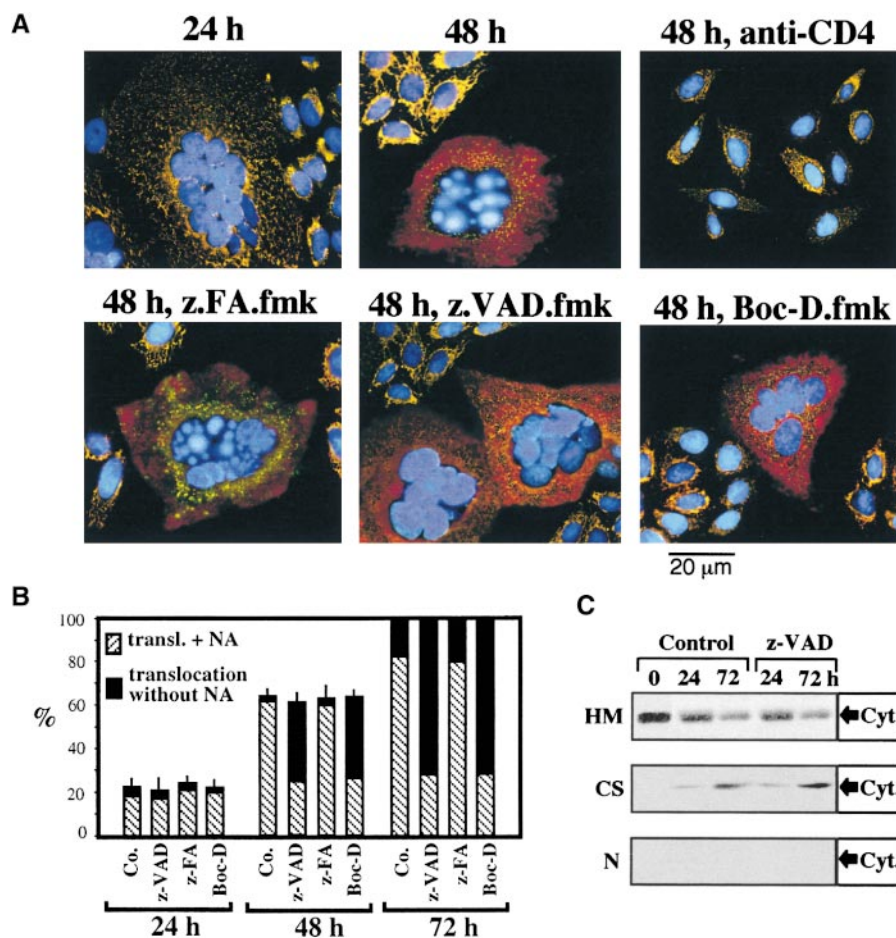 A
24 h
48 h
48 h, anti-CD4
48 h, z.FA.fmk
48 h, z.VAD.fmk
48 h, Boc-D.fmk
20 µm
B
transl. + NA
translocation without NA
%
100
80
60
40
20
0
Co.
z-VAD
z-FA
Boc-D
Co.
z-VAD
z-FA
Boc-D
Co.
z-VAD
z-FA
Boc-D
24 h
48 h
72 h
C
Control
z-VAD
0 24 72 24 72 h
HM
Cyt
CS
Cyt
N
Cyt